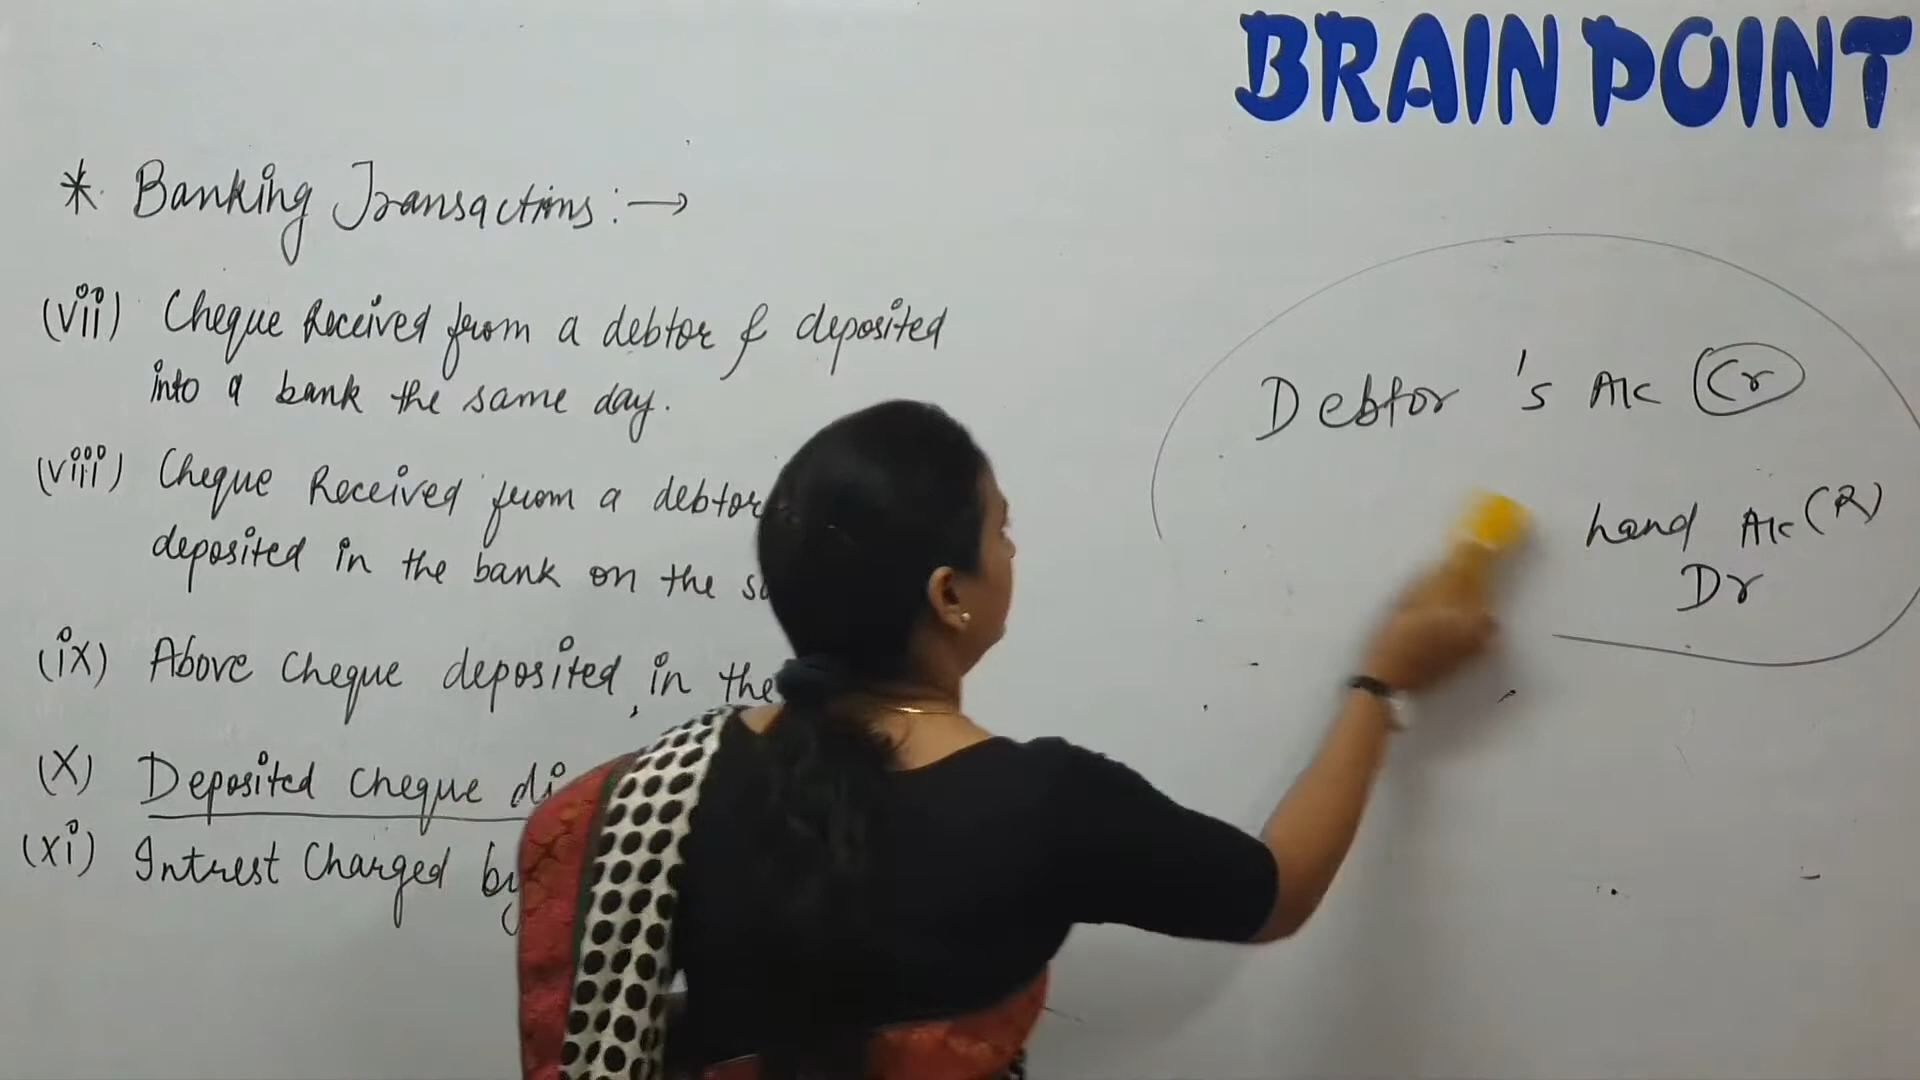 BRAIN POINT
* Banking Transactions :→
(vii) Cheque Received from a debtor & deposited
into a bank the same day.
(viii) Cheque Received from a debtor
deposited in the bank on the
(ix) Above Cheque deposited, in the
(X) Deposited Cheque
(xi) Intrest Charged by
Debtor's A/c (Cr)
hand A/c (R)
Dr